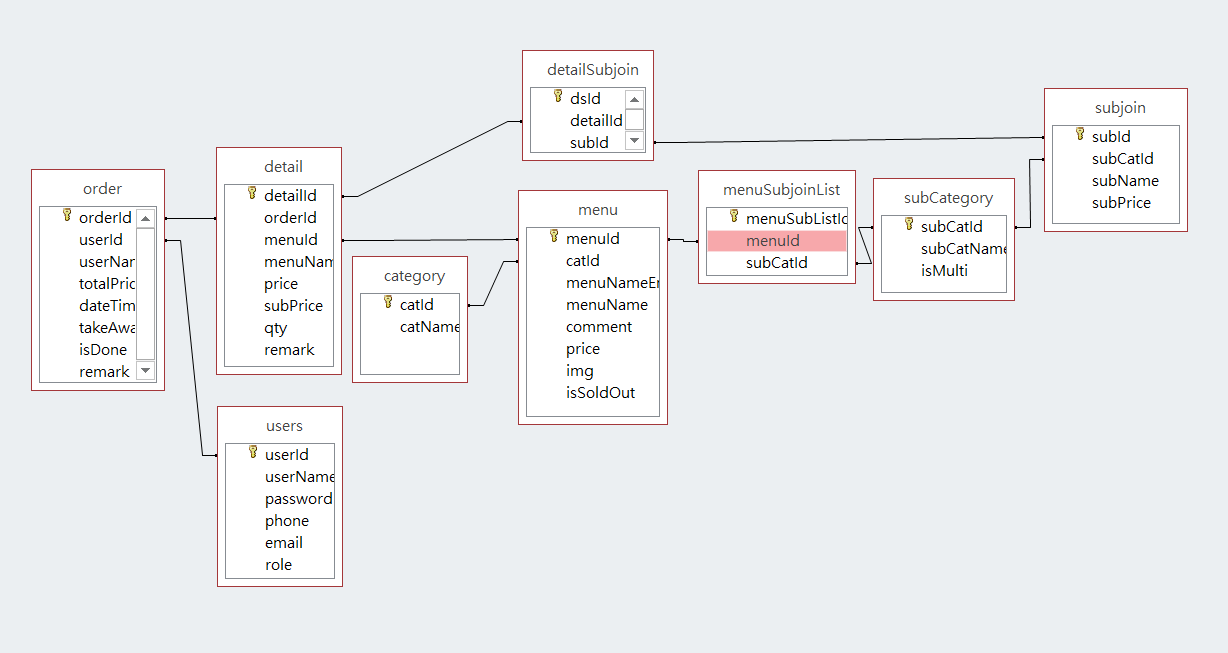 detailSubjoin
dsId
detailId
subId
subjoin
subId
subCatId
subName
subPrice
detail
detailId
orderId
menuId
menuNam
price
subPrice
qty
remark
order
orderId
userId
userNar
totalPric
dateTim
takeAwa
isDone
remark
menuSubjoinList
menuSubListId
menuId
subCatId
subCategory
subCatId
subCatName
isMulti
menu
menuId
catId
menuNameEn
menuName
comment
price
img
isSoldOut
category
catId
catName
users
userId
userName
password
phone
email
role